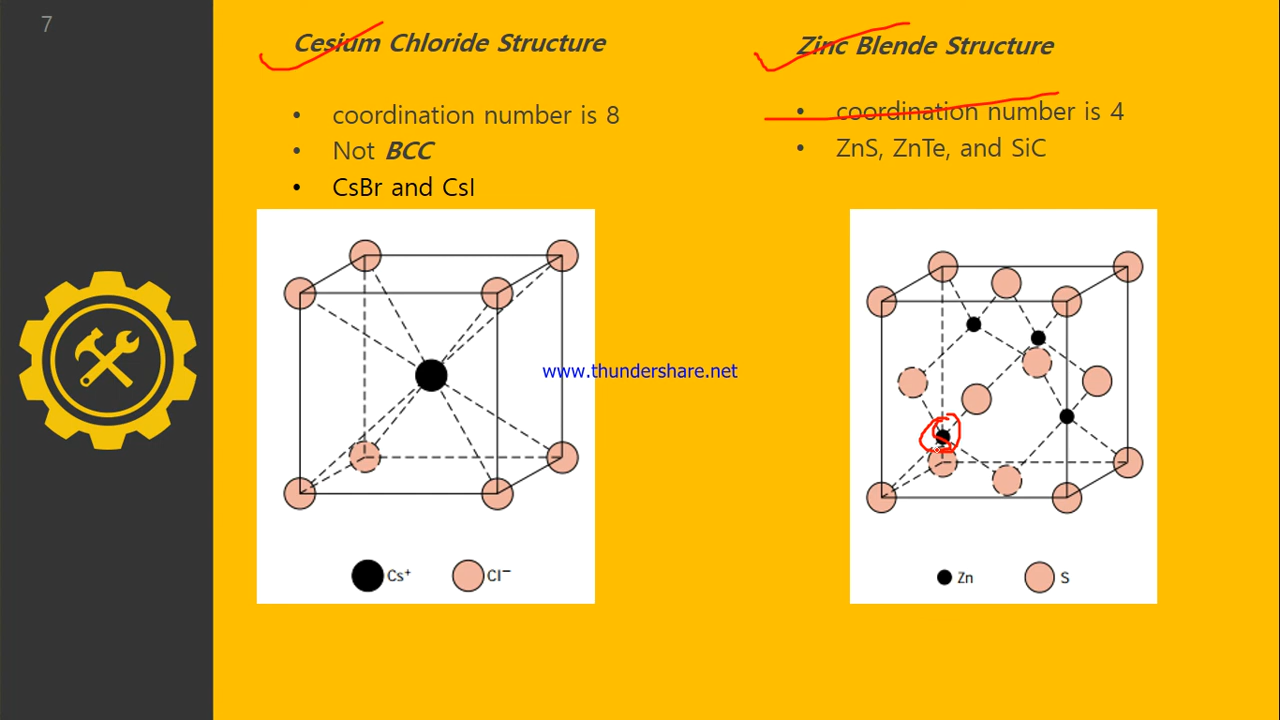 7
Cesium Chloride Structure
• coordination number is 8
• Not BCC
• CsBr and CsI
Cs⁺ Cl⁻
Zinc Blende Structure
• coordination number is 4
• ZnS, ZnTe, and SiC
Zn S
www.thundershare.net